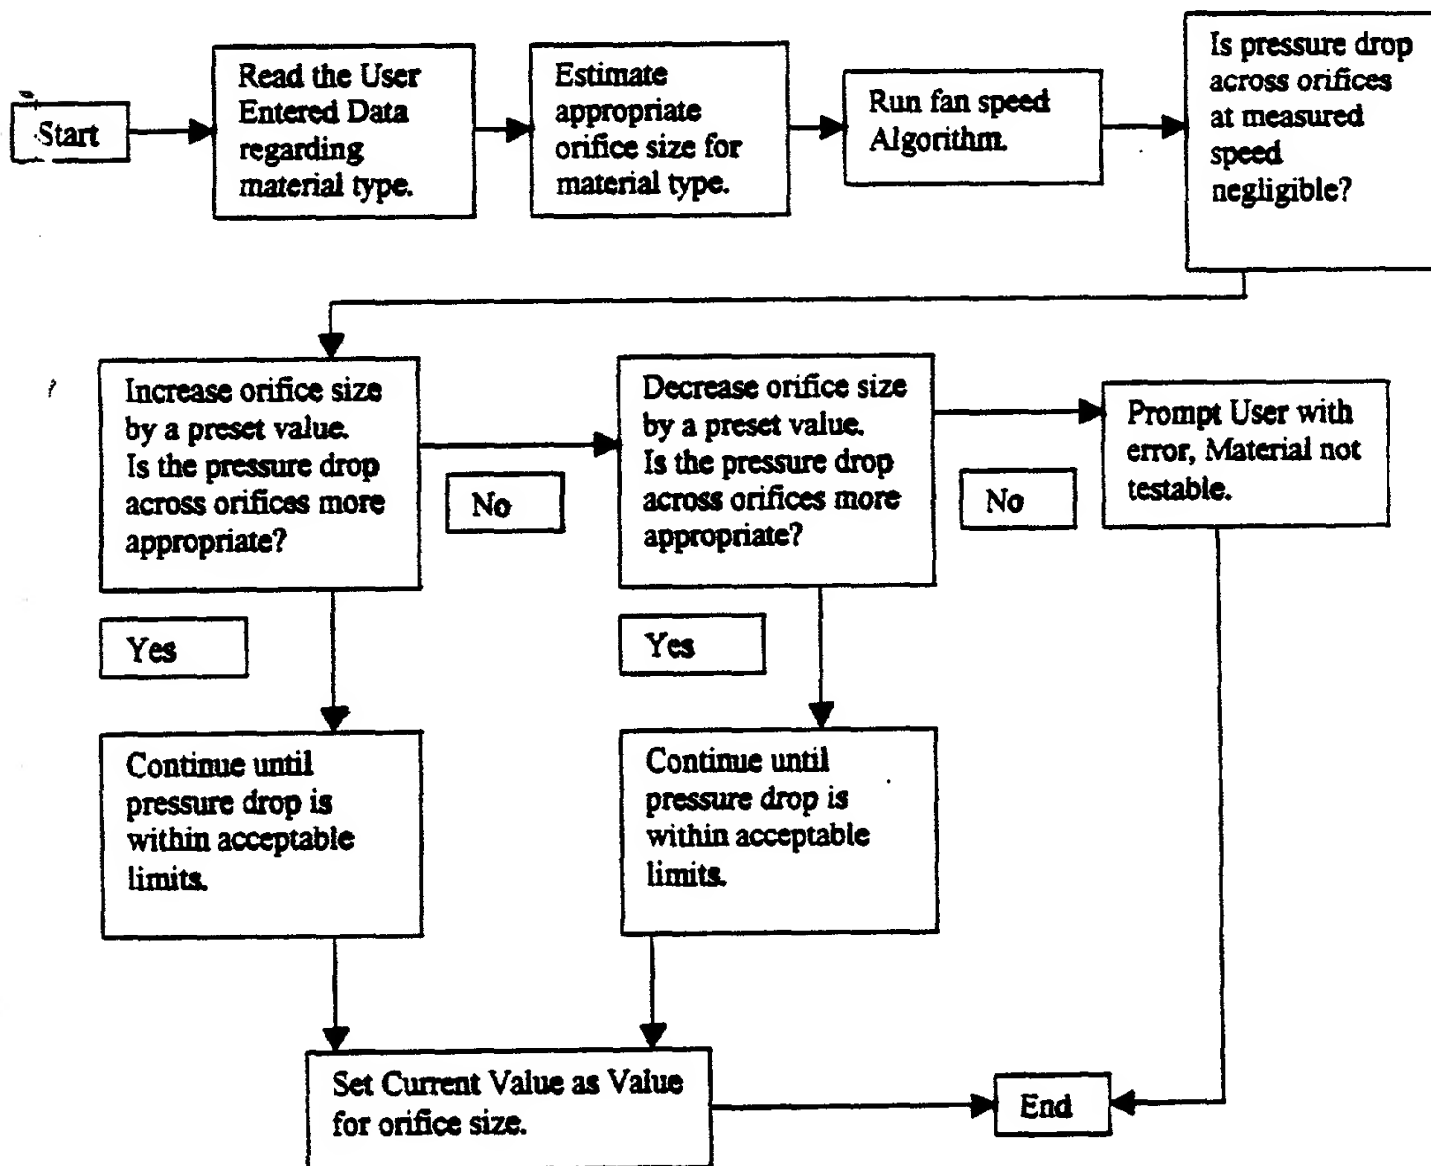 Start
Read the User
Entered Data
regarding
material type.
Estimate
appropriate
orifice size for
material type.
Run fan speed
Algorithm.
Is pressure drop
across orifices
at measured
speed
negligible?
Increase orifice size
by a preset value.
Is the pressure drop
across orifices more
appropriate?
No
Decrease orifice size
by a preset value.
Is the pressure drop
across orifices more
appropriate?
No
Prompt User with
error, Material not
testable.
Yes
Yes
Continue until
pressure drop is
within acceptable
limits.
Continue until
pressure drop is
within acceptable
limits.
Set Current Value as Value
for orifice size.
End